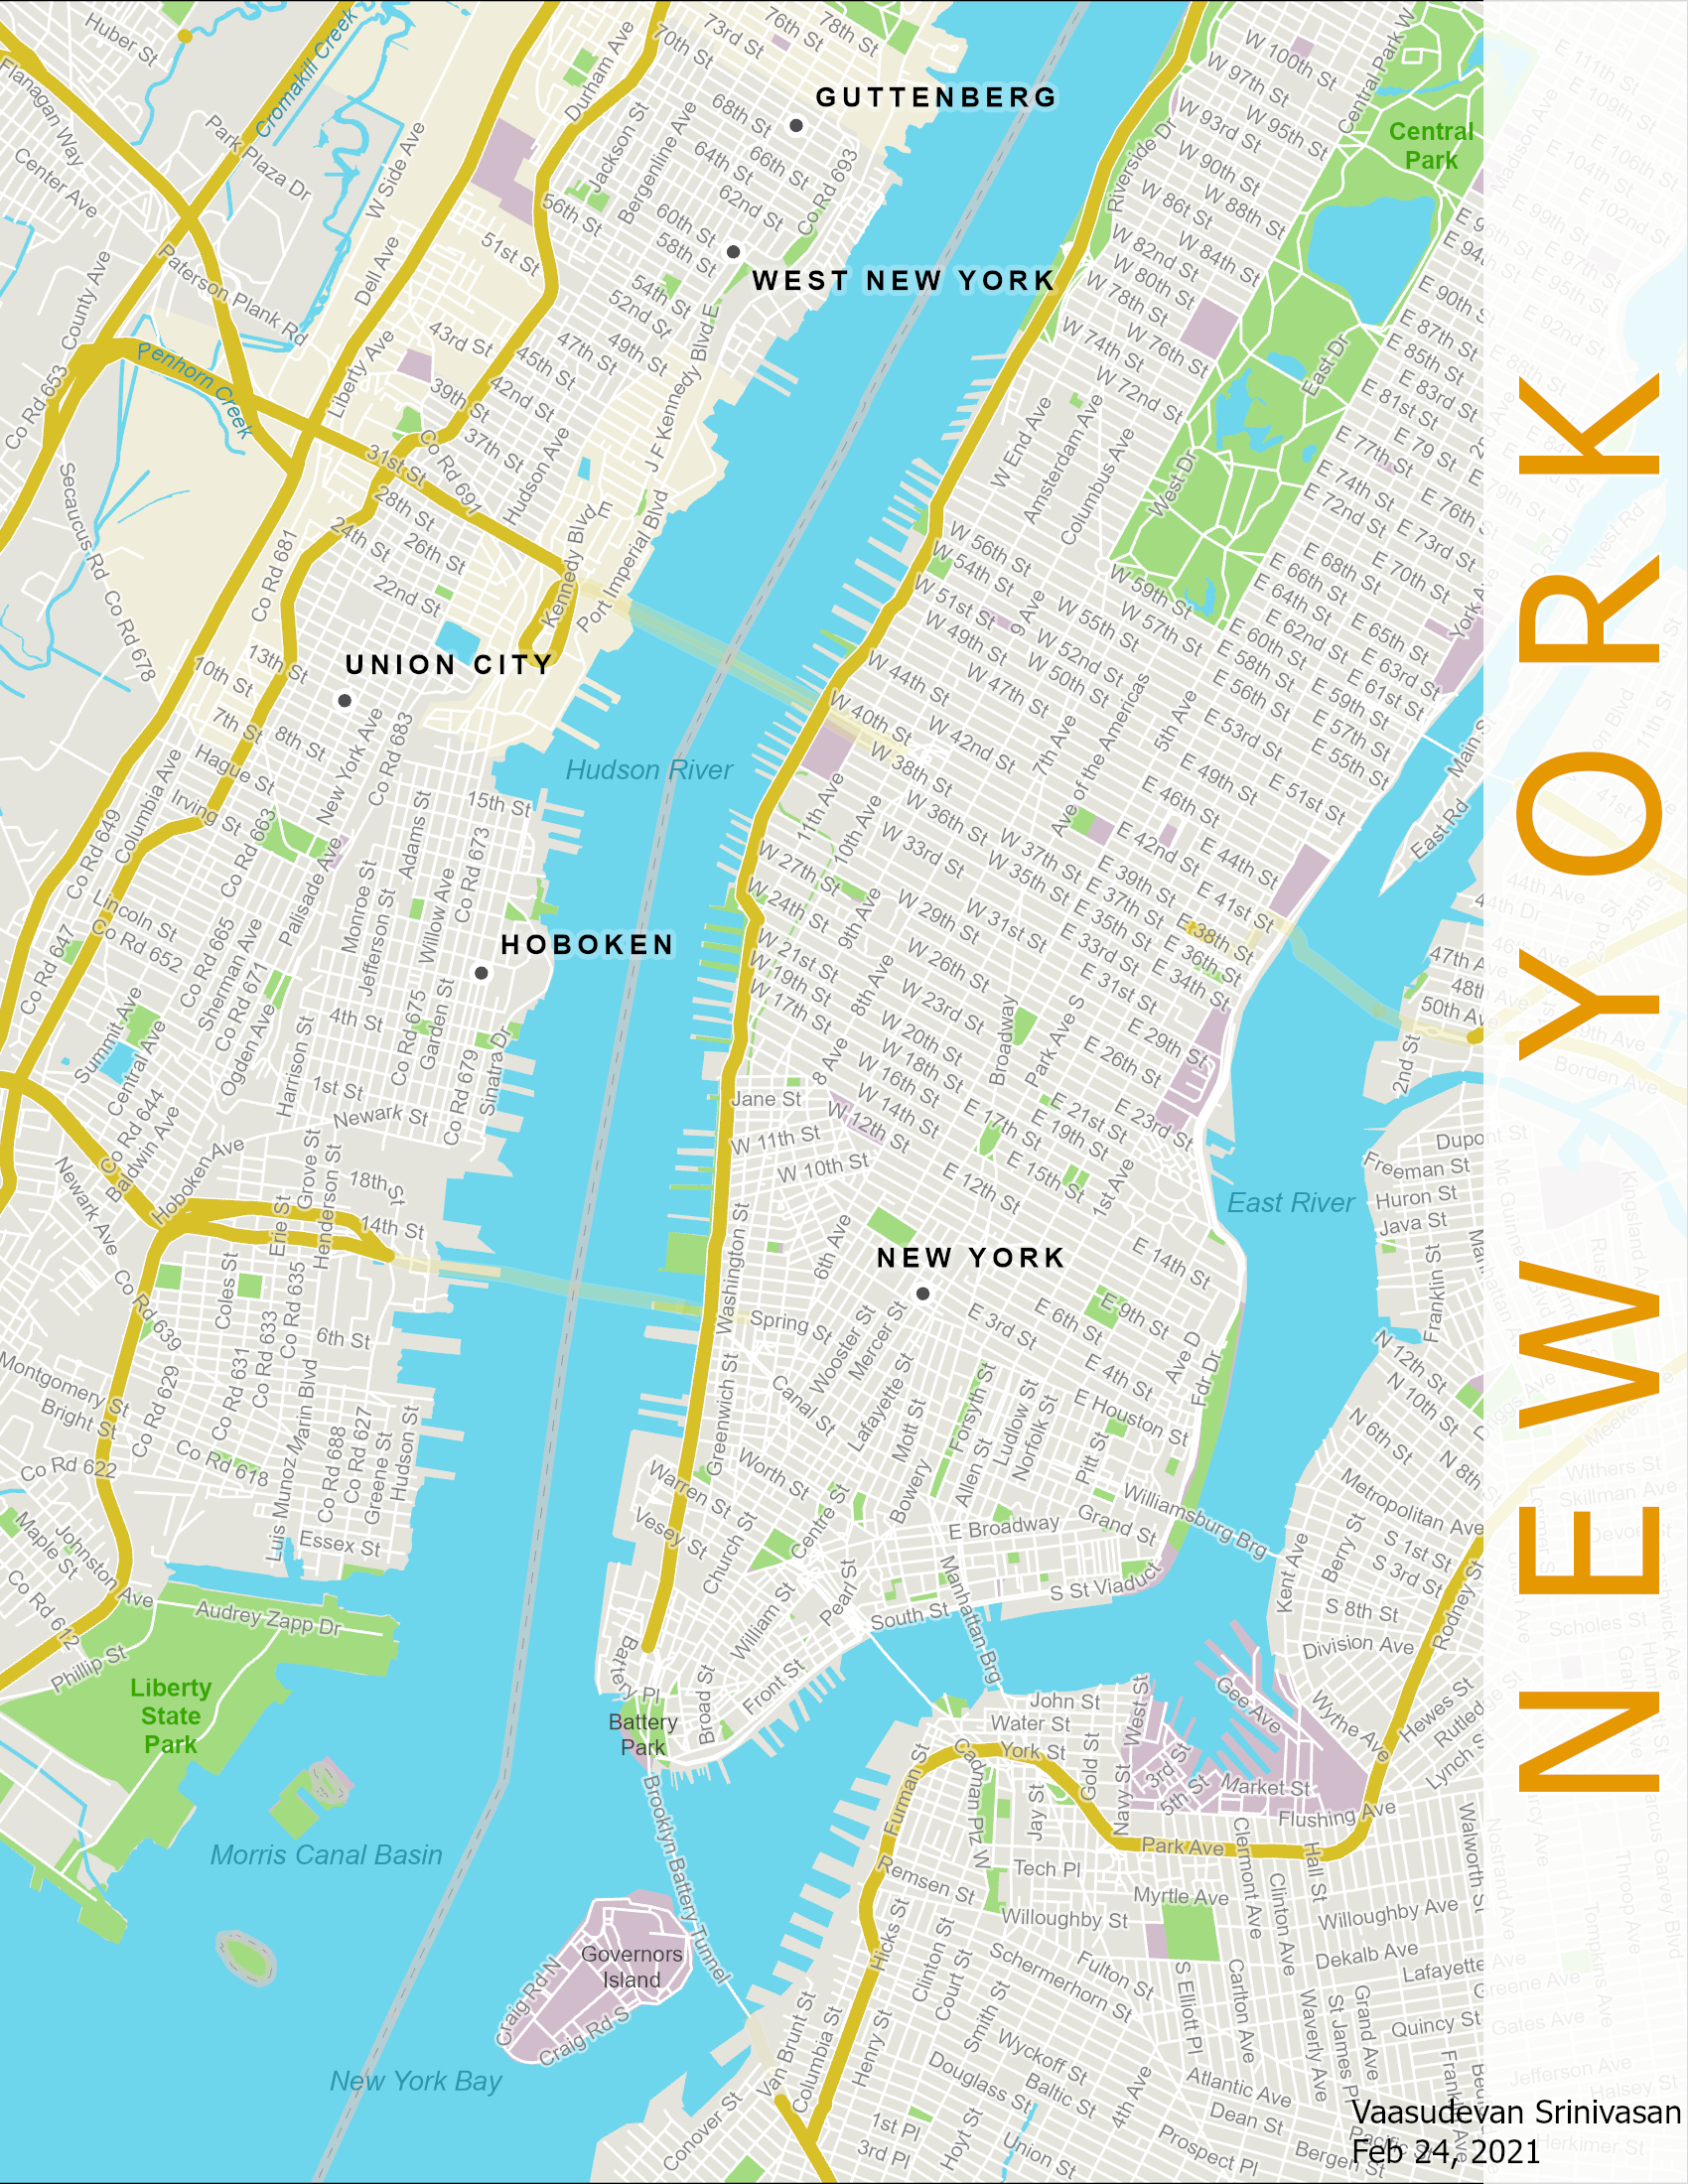 Huber St
Cromakill Creek
73rd St
76th St
78th St
70th St
Durham Ave
W 100th St
Central Park W
W 97th St
Flanagan Way
GUTTENBERG
Park Plaza Dr
68th St
W 93rd St
W 95th St
Central
Park
Center Ave
W Side Ave
Jackson St
Bergenline Ave
64th St
66th St
Co Rd 693
Riverside Dr
W 90th St
62nd St
W 86t St
W 88th St
56th St
60th St
58th St
51st St
W 82nd St
W 84th St
County Ave
Paterson Plank Rd
Dell Ave
WEST NEW YORK
W 80th St
W 78th St
54th St
52nd St
E 90th St
Penhorn Creek
Liberty Ave
43rd St
45th St
47th St
49th St
J F Kennedy Blvd E
W 74th St
W 76th St
East Dr
E 87th St
E 85th St
Co Rd 653
39th St
42nd St
W 72nd St
E 83rd St
E 81st St
37th St
Hudson Ave
W End Ave
Amsterdam Ave
Columbus Ave
West Dr
E 77th St
E 79 St
31st St
Co Rd 691
E 74th St
E 76th St
28th St
E 72nd St
E 73rd St
Secaucus Rd
24th St
26th St
Co Rd 681
Kennedy Blvd E
Port Imperial Blvd
W 56th St
W 54th St
E 68th St
E 70th St
22nd St
W 51st St
W 59th St
E 66th St
E 64th St
Co Rd 678
9 Ave
W 55th St
W 57th St
E 62nd St
E 65th St
York Ave
W 49th St
W 52nd St
E 60th St
E 63rd St
UNION CITY
13th St
10th St
W 44th St
W 47th St
W 50th St
E 58th St
E 61st St
E 56th St
E 59th St
7th St
8th St
New York Ave
Co Rd 683
W 40th St
W 42nd St
7th Ave
Ave of the Americas
5th Ave
E 53rd St
E 57th St
E 55th St
Main St
Hudson River
Hague St
W 38th St
E 49th St
E 51st St
Irving St
Columbia Ave
Co Rd 649
15th St
Adams St
11th Ave
10th Ave
W 36th St
E 46th St
East Rd
Co Rd 663
Palisade Ave
Co Rd 673
W 33rd St
W 37th St
W 35th St
E 42nd St
E 44th St
W 27th St
E 39th St
E 37th St
E 41st St
Lincoln St
Co Rd 652
Monroe St
Jefferson St
Willow Ave
W 24th St
9th Ave
W 29th St
W 31st St
E 35th St
E 33rd St
E 38th St
E 36th St
E 34th St
Co Rd 647
Co Rd 665
Sherman Ave
Co Rd 671
HOBOKEN
W 21st St
W 19th St
W 17th St
8th Ave
W 26th St
W 23rd St
E 31st St
50th Av
Summit Ave
Central Ave
Ogden Ave
Harrison St
4th St
Co Rd 675
Garden St
Co Rd 679
Sinatra Dr
Broadway
Park Ave S
E 29th St
E 26th St
2nd St
Borden Ave
8 Ave
W 20th St
W 18th St
W 16th St
W 14th St
1st St
Newark St
Jane St
W 12th St
E 17th St
E 21st St
E 19th St
E 23rd St
Co Rd 644
Baldwin Ave
W 11th St
W 10th St
E 12th St
E 15th St
1st Ave
Dupont St
Freeman St
Newark Ave
Hoboken Ave
Grove St
Henderson St
Erie St
18th St
14th St
East River
Huron St
Java St
NEW YORK
E 14th St
Washington St
6th Ave
Franklin St
Co Rd 639
Coles St
Co Rd 635
Co Rd 633
Co Rd 631
6th St
Spring St
Wooster St
Mercer St
E 3rd St
E 6th St
E 9th St
Ave D
Fdr Dr
N 12th St
N 10th St
Montgomery St
Bright St
Co Rd 629
Greenwich St
Canal St
Lafayette St
E 4th St
E Houston St
N 6th St
N 8th
Luis Munoz Marin Blvd
Co Rd 688
Co Rd 627
Greene St
Hudson St
Co Rd 622
Co Rd 618
Mott St
Bowery
Forsyth St
Allen St
Ludlow St
Norfolk St
Pitt St
Worth St
Warren St
Vesey St
Church St
Centre St
Williamsburg Brg
Grand St
E Broadway
Metropolitan Ave
Withers St
Skillman Ave
Maple St
Johnston Ave
Essex St
Co Rd 612
Audrey Zapp Dr
Phillip St
Pearl St
William St
South St
Manhattan Brg
S St Viaduct
Kent Ave
Berry St
S 1st St
S 3rd St
S 8th St
Division Ave
Rodney St
Scholes St
Liberty
State
Park
Battery Pl
Battery
Park
Broad St
Front St
John St
Water St
York St
West St
Gee Ave
Wythe Ave
Hewes St
Lynch S
Gold St
Navy St
3rd St
5th St
Market St
Flushing Ave
Morris Canal Basin
Brooklyn Battery Tunnel
Furman St
Cadman Plz W
Jay St
Park Ave
Tech Pl
Remsen St
Myrtle Ave
Clermont Ave
Hall St
Walworth St
Clinton Ave
Willoughby St
Willoughby Ave
Governors
Island
Craig Rd N
Craig Rd S
Hicks St
Clinton St
Court St
Schermerhorn St
Fulton St
Dekalb Ave
Lafayette Ave
Greene Ave
Gates Ave
Quincy St
New York Bay
Van Brunt St
Columbia St
Henry St
Smith St
Wyckoff St
Douglass St
Baltic St
S Elliott Pl
Carlton Ave
Waverly Ave
St James P
Grand Ave
Atlantic Ave
4th Ave
Dean St
Conover St
1st Pl
3rd Pl
Hoyt St
Union St
Prospect Pl
Bergen St
Jefferson Ave
Halsey St
Herkimer St
NEW YORK
Vaasudevan Srinivasan
Feb 24, 2021